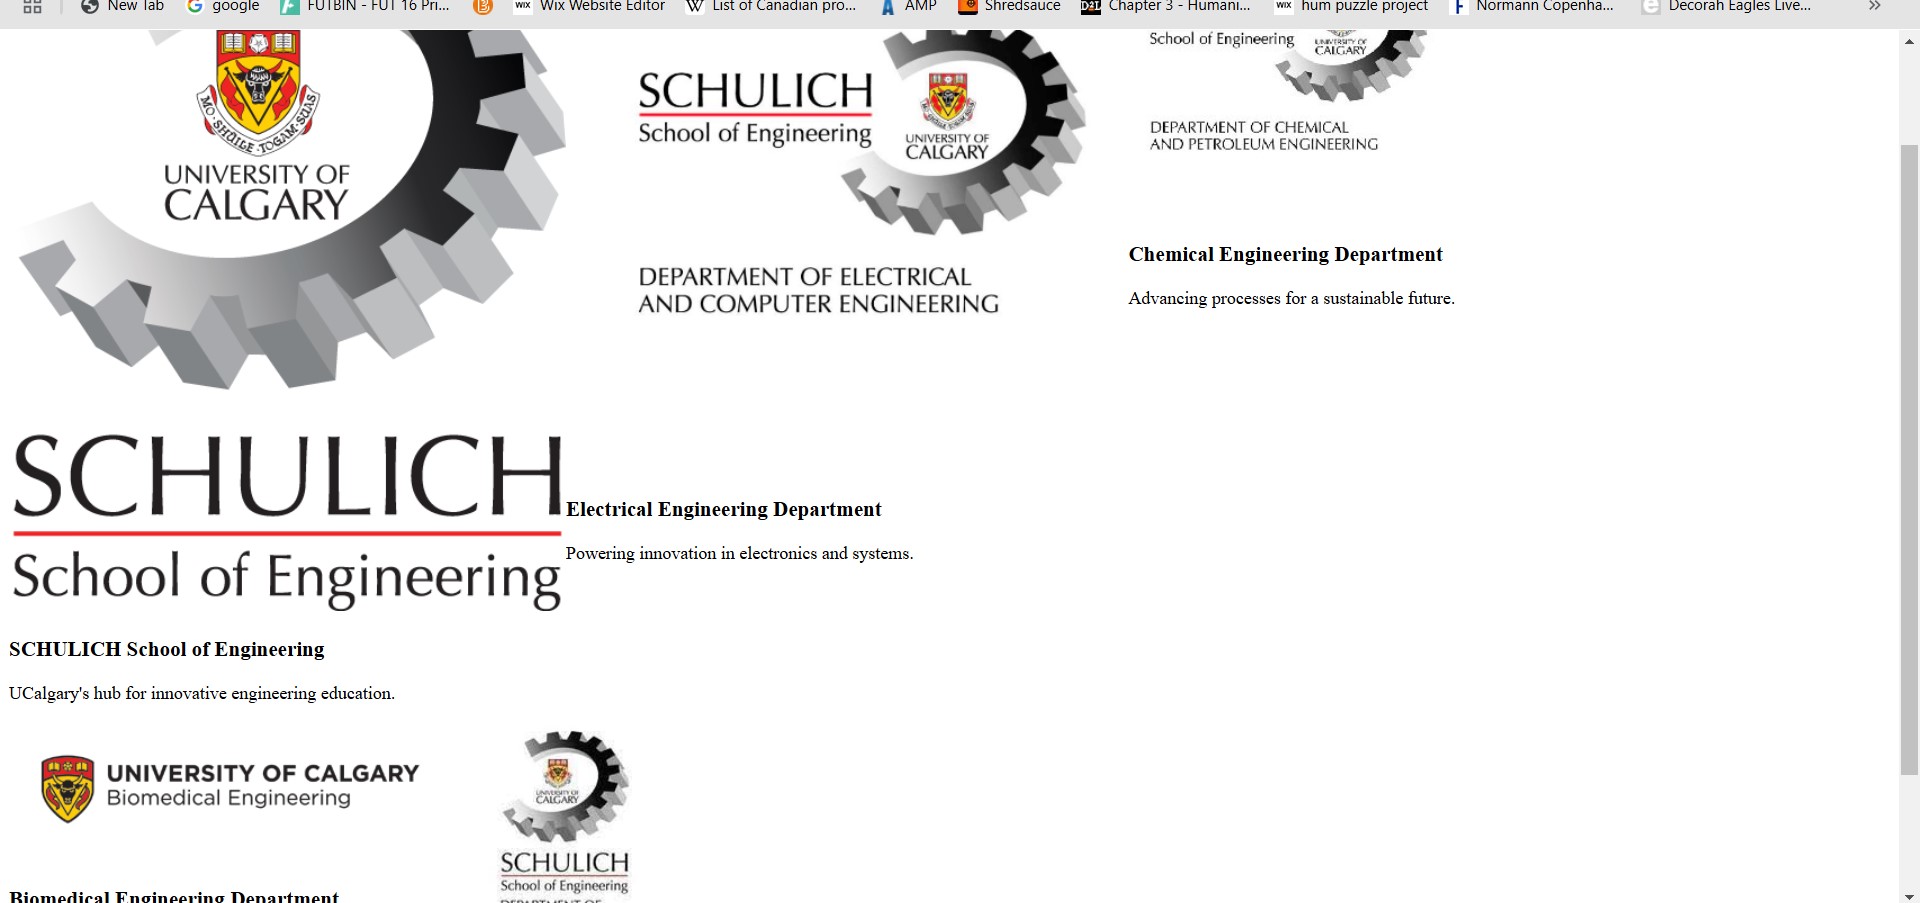 New Tab
google
FUTBIN - FUT 16 Pri...
Wix Website Editor
List of Canadian pro...
AMP
Shredsauce
Chapter 3 - Humani...
hum puzzle project
Normann Copenha...
Decorah Eagles Live...
»
MO·SHÙILE·TOGAM·SUAS
UNIVERSITY OF
CALGARY
SCHULICH
School of Engineering
SCHULICH
School of Engineering
UNIVERSITY OF
CALGARY
DEPARTMENT OF ELECTRICAL
AND COMPUTER ENGINEERING
Electrical Engineering Department
Powering innovation in electronics and systems.
School of Engineering
UNIVERSITY OF
CALGARY
DEPARTMENT OF CHEMICAL
AND PETROLEUM ENGINEERING
Chemical Engineering Department
Advancing processes for a sustainable future.
SCHULICH School of Engineering
UCalgary's hub for innovative engineering education.
UNIVERSITY OF CALGARY
Biomedical Engineering
Biomedical Engineering Department
UNIVERSITY OF
CALGARY
SCHULICH
School of Engineering
DEPARTMENT OF